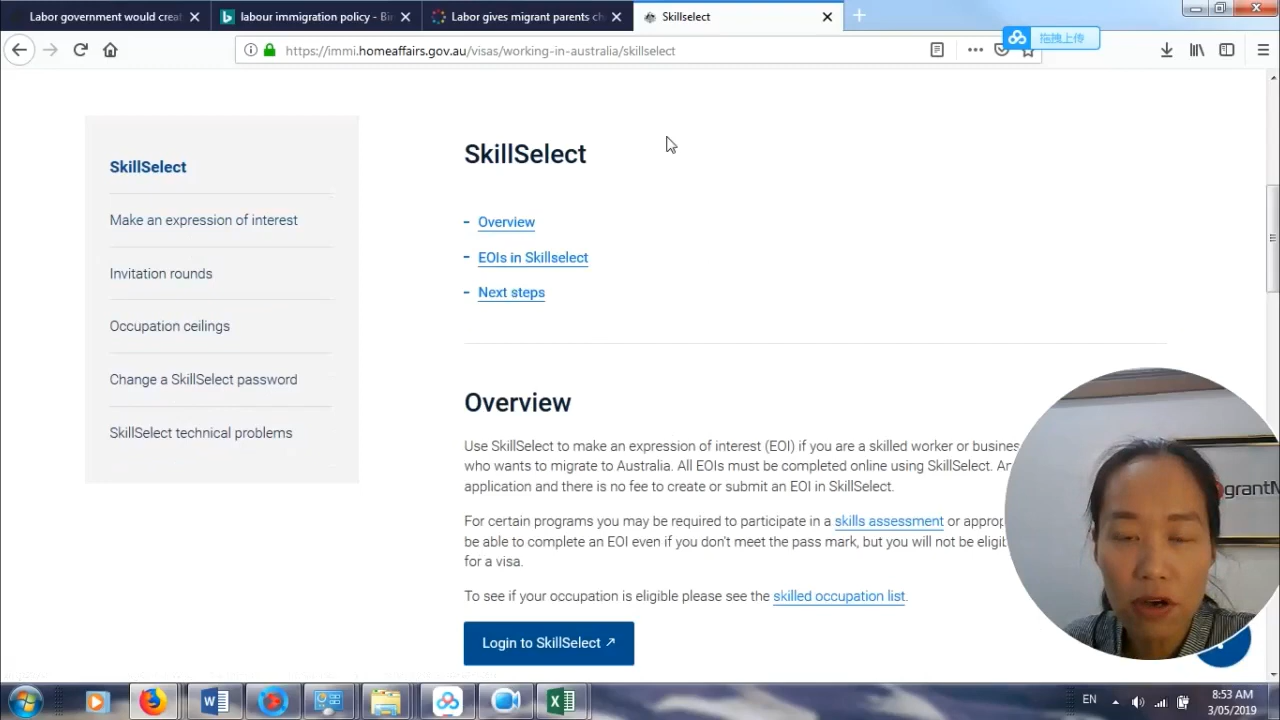 Labor government would creat
labour immigration policy - Bin
Labor gives migrant parents ch
Skillselect
https://immi.homeaffairs.gov.au/visas/working-in-australia/skillselect
拖拽上传
SkillSelect
Make an expression of interest
Invitation rounds
Occupation ceilings
Change a SkillSelect password
SkillSelect technical problems
SkillSelect
- Overview
- EOIs in Skillselect
- Next steps
Overview
Use SkillSelect to make an expression of interest (EOI) if you are a skilled worker or busines
who wants to migrate to Australia. All EOIs must be completed online using SkillSelect. An
application and there is no fee to create or submit an EOI in SkillSelect.
For certain programs you may be required to participate in a skills assessment or approp
be able to complete an EOI even if you don't meet the pass mark, but you will not be eligib
for a visa.
To see if your occupation is eligible please see the skilled occupation list.
Login to SkillSelect ↗
grantM
EN
8:53 AM
3/05/2019